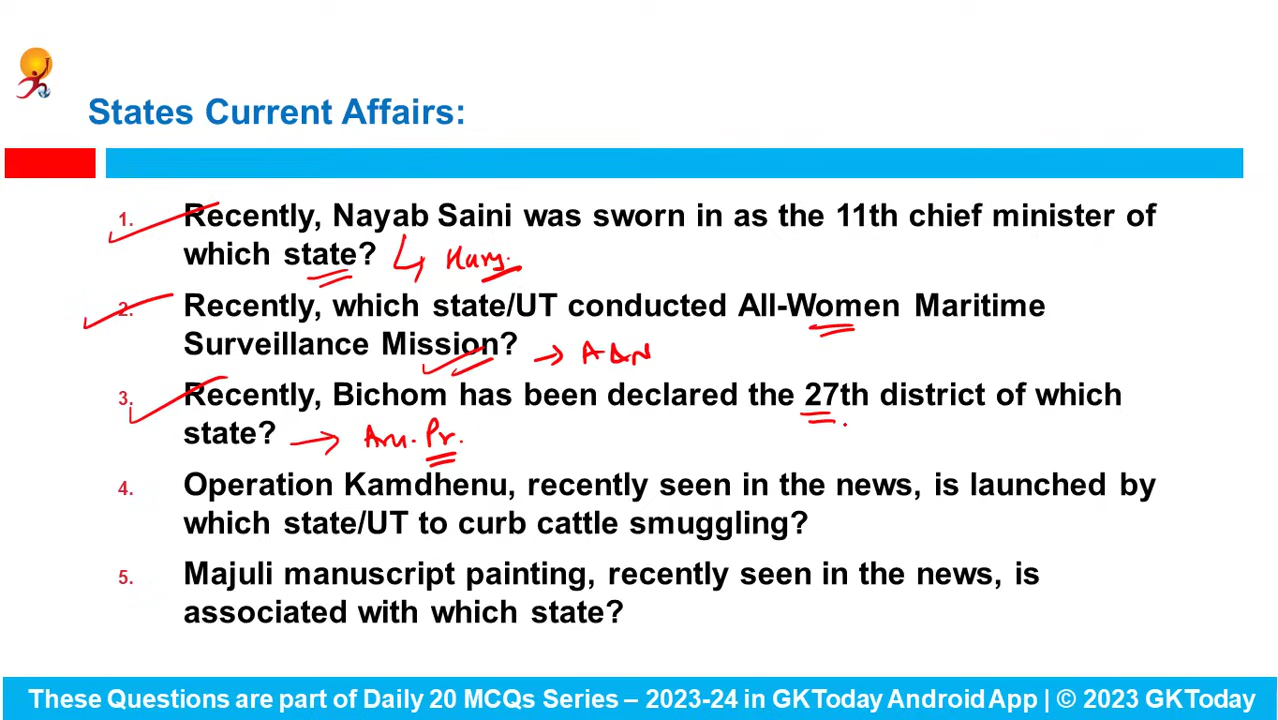 States Current Affairs:
1. Recently, Nayab Saini was sworn in as the 11th chief minister of
which state? Hary.
2. Recently, which state/UT conducted All-Women Maritime
Surveillance Mission? → A&N
3. Recently, Bichom has been declared the 27th district of which
state? → Aru. Pr.
4. Operation Kamdhenu, recently seen in the news, is launched by
which state/UT to curb cattle smuggling?
5. Majuli manuscript painting, recently seen in the news, is
associated with which state?
These Questions are part of Daily 20 MCQs Series – 2023-24 in GKToday Android App | © 2023 GKToday